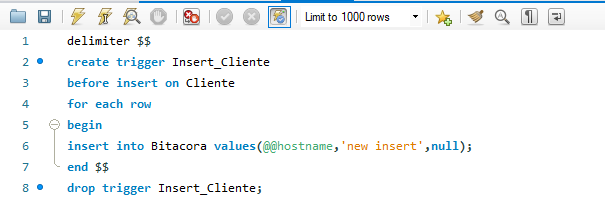 Limit to 1000 rows
1 delimiter $$
2 create trigger Insert_Cliente
3 before insert on Cliente
4 for each row
5 begin
6 insert into Bitacora values(@@hostname,'new insert',null);
7 end $$
8 drop trigger Insert_Cliente;